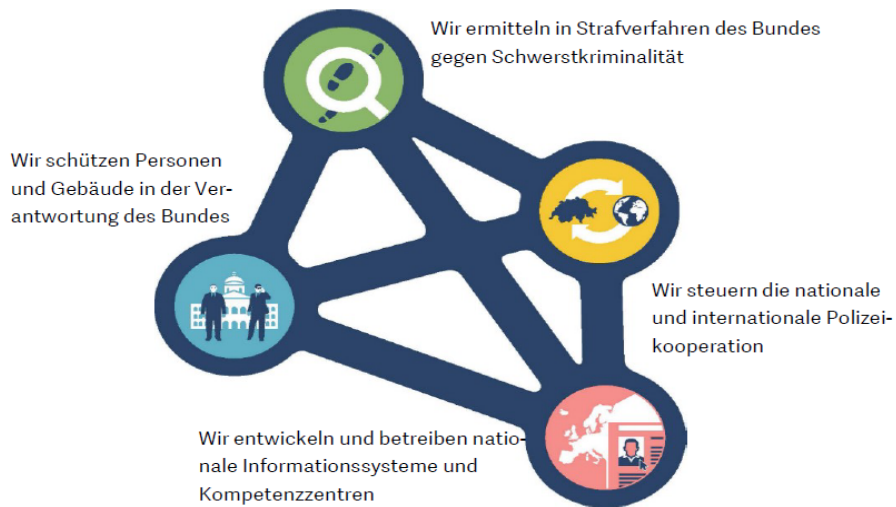 Wir ermitteln in Strafverfahren des Bundes
gegen Schwerstkriminalität
Wir schützen Personen
und Gebäude in der Ver-
antwortung des Bundes
Wir steuern die nationale
und internationale Polizei-
kooperation
Wir entwickeln und betreiben natio-
nale Informationssysteme und
Kompetenzzentren